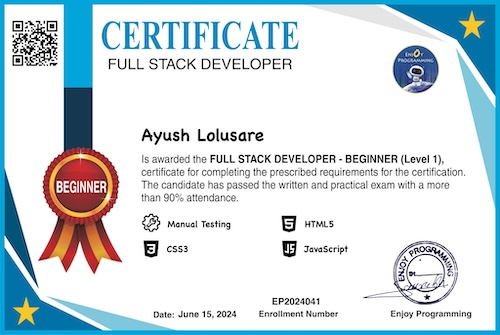 CERTIFICATE
FULL STACK DEVELOPER
ENJOY
PROGRAMMING
Ayush Lolusare
Is awarded the FULL STACK DEVELOPER - BEGINNER (Level 1),
certificate for completing the prescribed requirements for the certification.
The candidate has passed the written and practical exam with a more
than 90% attendance.
BEGINNER
Manual Testing
HTML5
CSS3
JavaScript
ENJOY PROGRAMMING
Date: June 15, 2024
EP2024041
Enrollment Number
Enjoy Programming